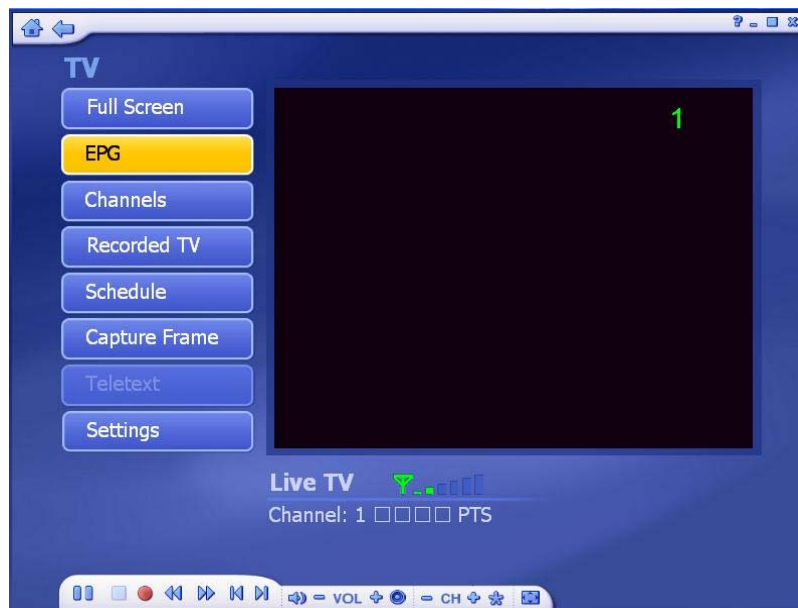 TV
Full Screen
EPG
Channels
Recorded TV
Schedule
Capture Frame
Teletext
Settings
1
Live TV
Channel: 1 □□□□ PTS
VOL
CH